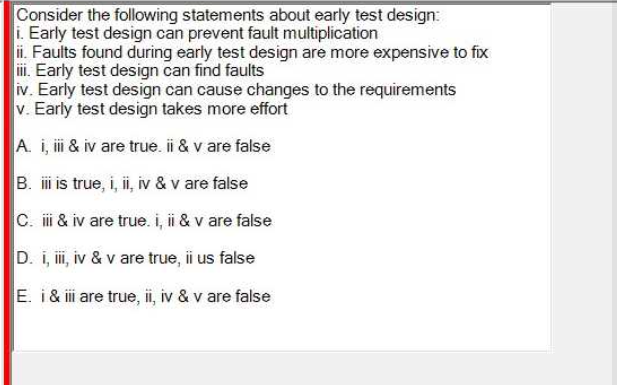 Consider the following statements about early test design:
i. Early test design can prevent fault multiplication
ii. Faults found during early test design are more expensive to fix
iii. Early test design can find faults
iv. Early test design can cause changes to the requirements
v. Early test design takes more effort
A. i, iii & iv are true. ii & v are false
B. iii is true, i, ii, iv & v are false
C. iii & iv are true. i, ii & v are false
D. i, iii, iv & v are true, ii us false
E. i & iii are true, ii, iv & v are false